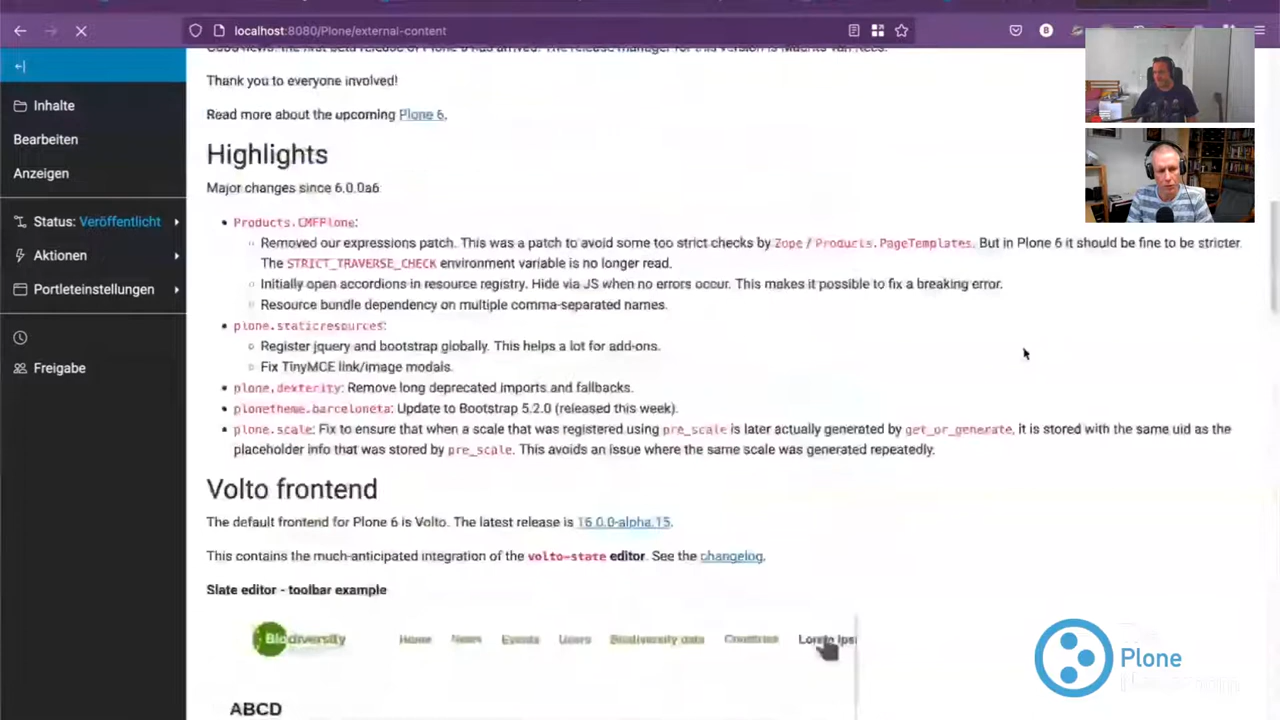 localhost:8080/Plone/external-content
Thank you to everyone involved!
Inhalte
Read more about the upcoming Plone 6.
Bearbeiten
Highlights
Anzeigen
Major changes since 6.0.0a6
Status: Veröffentlicht
Products.CMFPlone:
Removed our expressions patch. This was a patch to avoid some too strict checks by Zope / Products.PageTemplates. But in Plone 6 it should be fine to be stricter.
Aktionen
The STRICT_TRAVERSE_CHECK environment variable is no longer read.
Portleteinstellungen
Initially open accordions in resource registry. Hide via JS when no errors occur. This makes it possible to fix a breaking error.
Resource bundle dependency on multiple comma-separated names.
plone.staticresources:
Register jquery and bootstrap globally. This helps a lot for add-ons.
Freigabe
Fix TinyMCE link/image modals.
plone.dexterity: Remove long deprecated imports and fallbacks.
plonetheme.barceloneta: Update to Bootstrap 5.2.0 (released this week).
plone.scale: Fix to ensure that when a scale that was registered using pre_scale is later actually generated by get_or_generate, it is stored with the same uid as the
placeholder info that was stored by pre_scale. This avoids an issue where the same scale was generated repeatedly.
Volto frontend
The default frontend for Plone 6 is Volto. The latest release is 16.0.0-alpha.15.
This contains the much-anticipated integration of the volto-state editor. See the changelog.
Slate editor - toolbar example
Biodiversity Home News Events Users Biodiversity data Countries Lorem Ips
Plone
ABCD